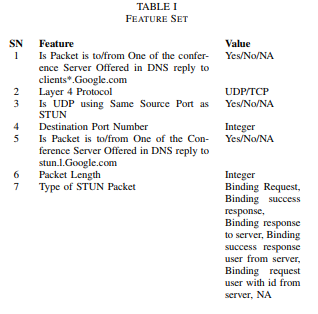 TABLE I
FEATURE SET
SN Feature Value
1 Is Packet is to/from One of the confer- Yes/No/NA
ence Server Offered in DNS reply to
clients*.Google.com
2 Layer 4 Protocol UDP/TCP
3 Is UDP using Same Source Port as Yes/No/NA
STUN
4 Destination Port Number Integer
5 Is Packet is to/from One of the Con- Yes/No/NA
ference Server Offered in DNS reply to
stun.l.Google.com
6 Packet Length Integer
7 Type of STUN Packet Binding Request,
Binding success
response,
Binding response
to server, Binding
success response
user from server,
Binding request
user with id from
server, NA